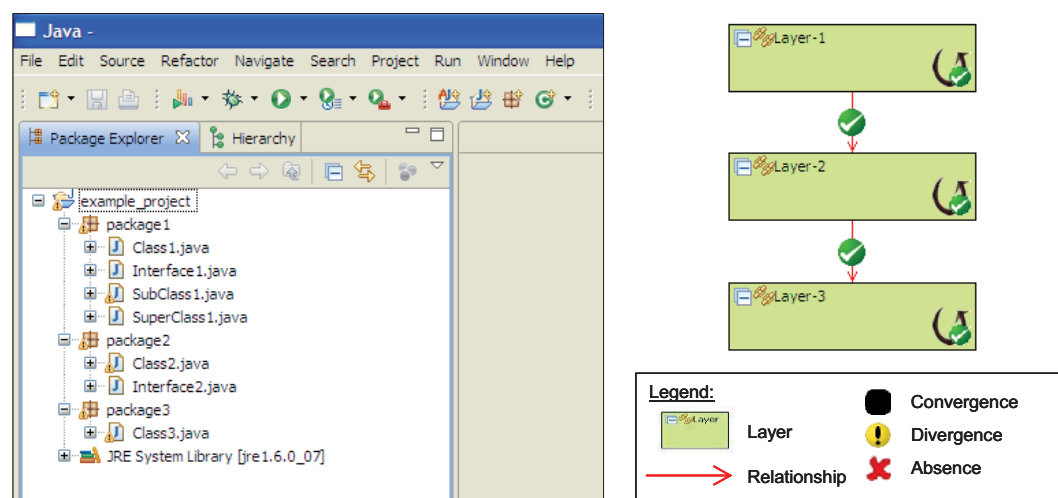 Java -
File Edit Source Refactor Navigate Search Project Run Window Help
Package Explorer Hierarchy
example_project
package1
Class1.java
Interface1.java
SubClass1.java
SuperClass1.java
package2
Class2.java
Interface2.java
package3
Class3.java
JRE System Library [jre1.6.0_07]
Layer-1
Layer-2
Layer-3
Legend:
Layer
Layer
Relationship
Convergence
Divergence
Absence